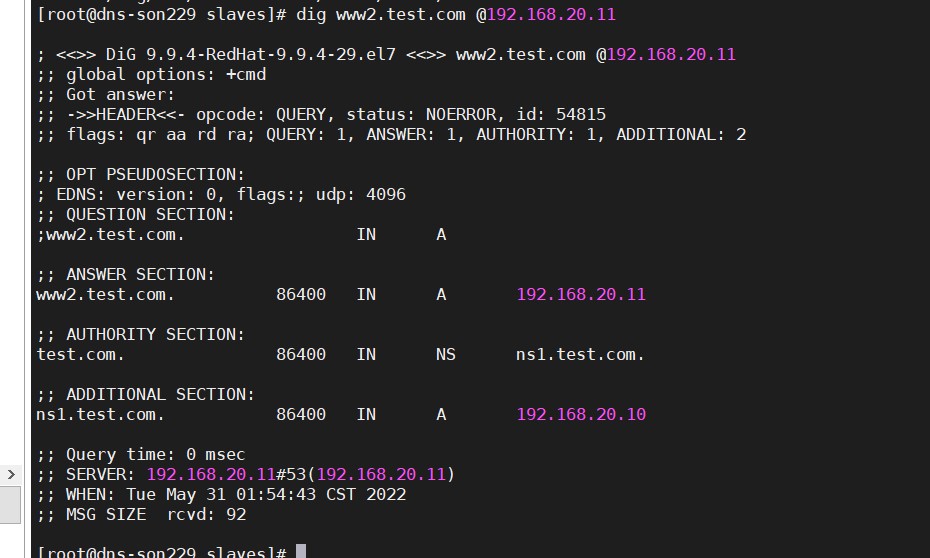 [root@dns-son229 slaves]# dig www2.test.com @192.168.20.11
; <<>> DiG 9.9.4-RedHat-9.9.4-29.el7 <<>> www2.test.com @192.168.20.11
;; global options: +cmd
;; Got answer:
;; ->>HEADER<<- opcode: QUERY, status: NOERROR, id: 54815
;; flags: qr aa rd ra; QUERY: 1, ANSWER: 1, AUTHORITY: 1, ADDITIONAL: 2
;; OPT PSEUDOSECTION:
; EDNS: version: 0, flags:; udp: 4096
;; QUESTION SECTION:
;www2.test.com. IN A
;; ANSWER SECTION:
www2.test.com. 86400 IN A 192.168.20.11
;; AUTHORITY SECTION:
test.com. 86400 IN NS ns1.test.com.
;; ADDITIONAL SECTION:
ns1.test.com. 86400 IN A 192.168.20.10
;; Query time: 0 msec
;; SERVER: 192.168.20.11#53(192.168.20.11)
;; WHEN: Tue May 31 01:54:43 CST 2022
;; MSG SIZE rcvd: 92
[root@dns-son229 slaves]#